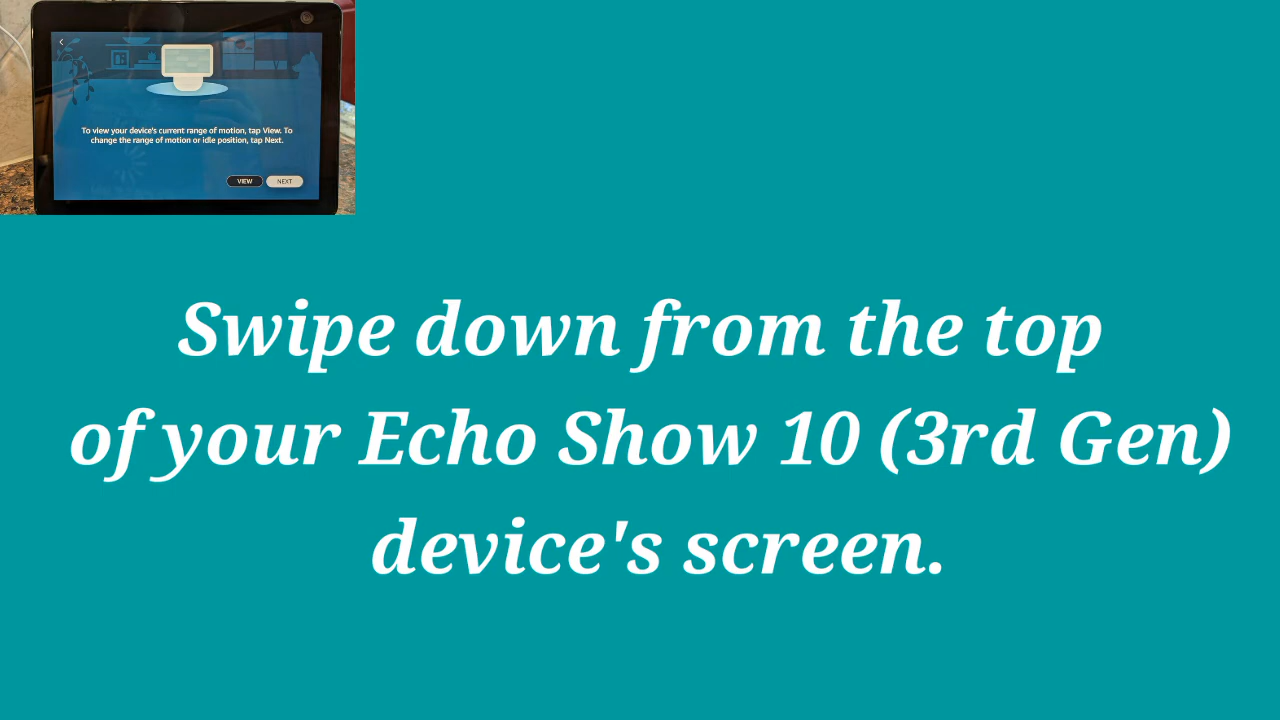 To view your device's current range of motion, tap View. To
change the range of motion or idle position, tap Next.
VIEW
NEXT
Swipe down from the top
of your Echo Show 10 (3rd Gen)
device's screen.